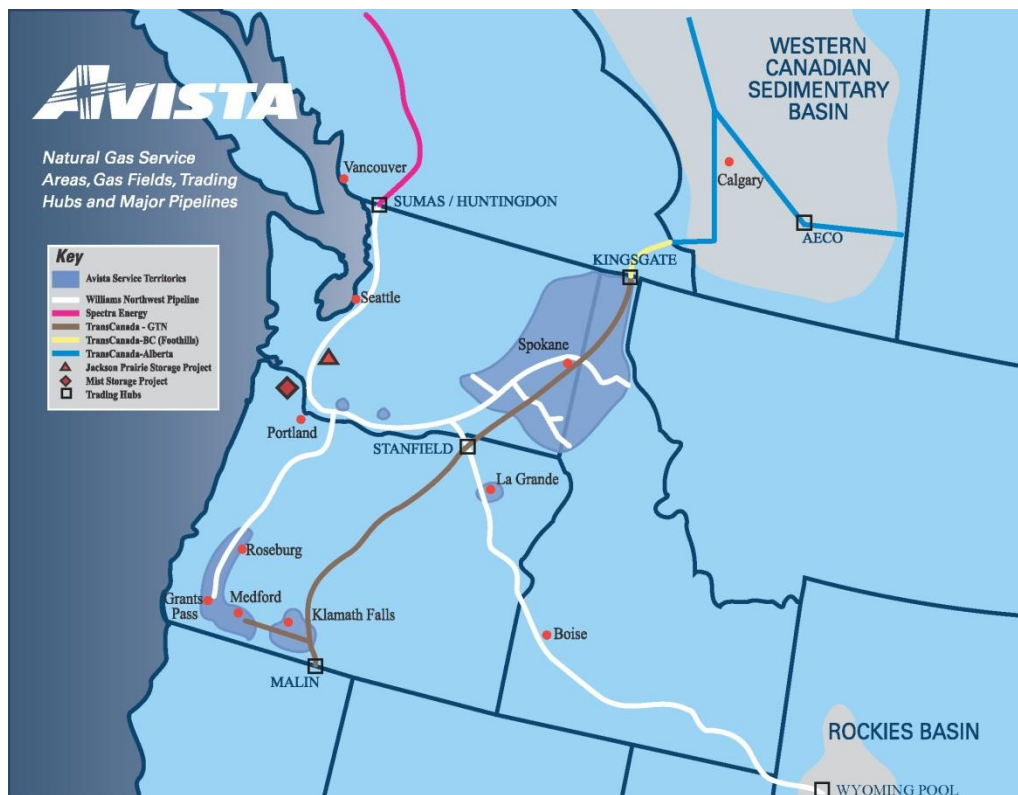 AVISTA
Natural Gas Service
Areas, Gas Fields, Trading
Hubs and Major Pipelines
Key
Avista Service Territories
Williams Northwest Pipeline
Spectra Energy
TransCanada - GTN
TransCanada-BC (Foothills)
TransCanada-Alberta
Jackson Prairie Storage Project
Mist Storage Project
Trading Hubs
WESTERN
CANADIAN
SEDIMENTARY
BASIN
Vancouver
SUMAS / HUNTINGDON
Calgary
AECO
KINGSGATE
Seattle
Spokane
Portland
STANFIELD
La Grande
Roseburg
Grants
Pass
Medford
Klamath Falls
Boise
MALIN
ROCKIES BASIN
WYOMING POOL